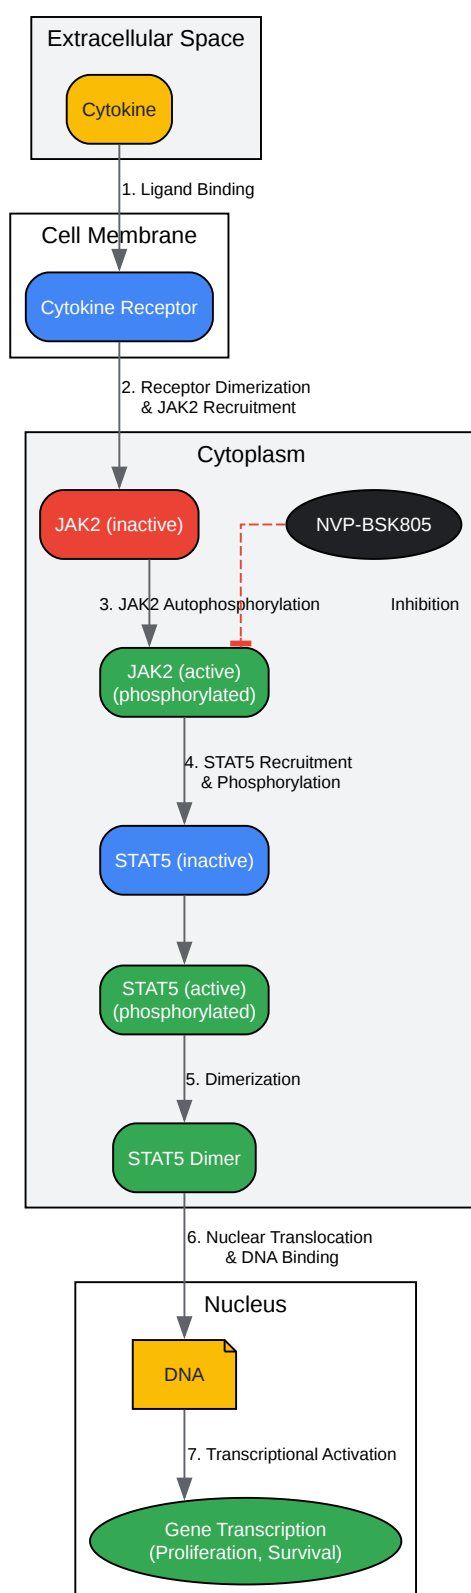 Extracellular Space
Cytokine
1. Ligand Binding
Cell Membrane
Cytokine Receptor
2. Receptor Dimerization
& JAK2 Recruitment
Cytoplasm
JAK2 (inactive)
NVP-BSK805
3. JAK2 Autophosphorylation
Inhibition
JAK2 (active)
(phosphorylated)
4. STAT5 Recruitment
& Phosphorylation
STAT5 (inactive)
STAT5 (active)
(phosphorylated)
5. Dimerization
STAT5 Dimer
6. Nuclear Translocation
& DNA Binding
Nucleus
DNA
7. Transcriptional Activation
Gene Transcription
(Proliferation, Survival)